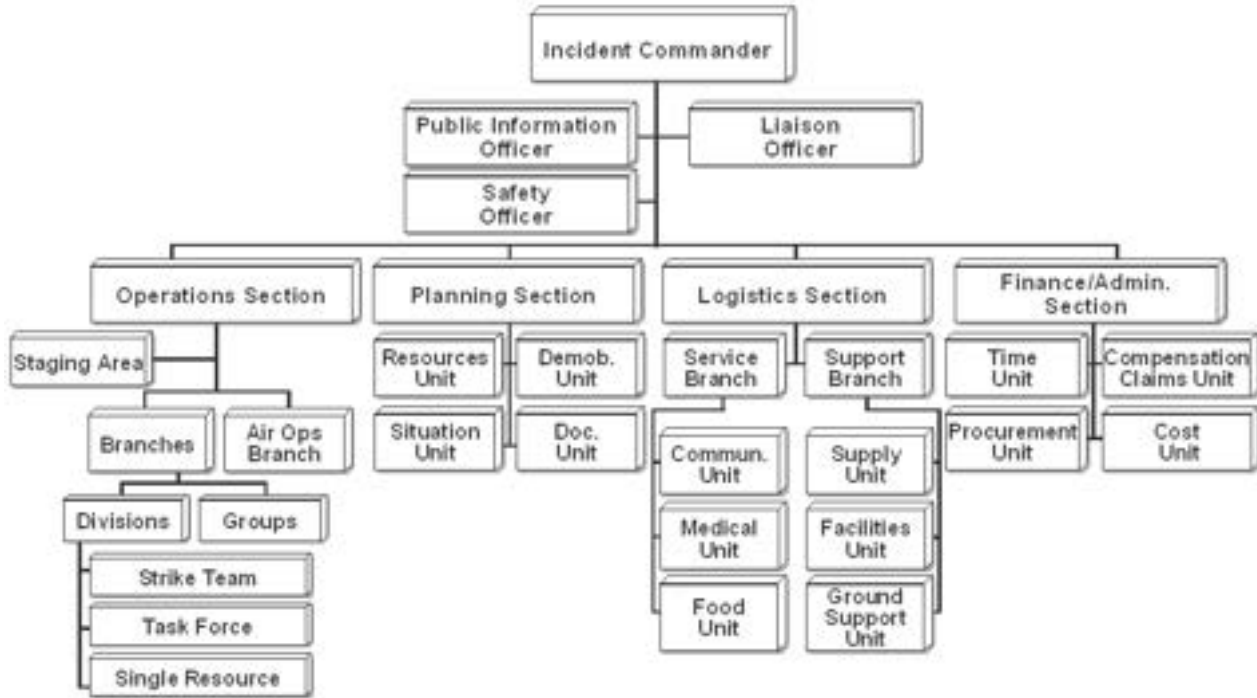 Incident Commander
Public Information
Officer
Liaison
Officer
Safety
Officer
Operations Section
Planning Section
Logistics Section
Finance/Admin.
Section
Staging Area
Resources
Unit
Demob.
Unit
Service
Branch
Support
Branch
Time
Unit
Compensation
Claims Unit
Branches
Air Ops
Branch
Situation
Unit
Doc.
Unit
Procurement
Unit
Cost
Unit
Commun.
Unit
Supply
Unit
Divisions
Groups
Medical
Unit
Facilities
Unit
Strike Team
Task Force
Single Resource
Food
Unit
Ground
Support
Unit